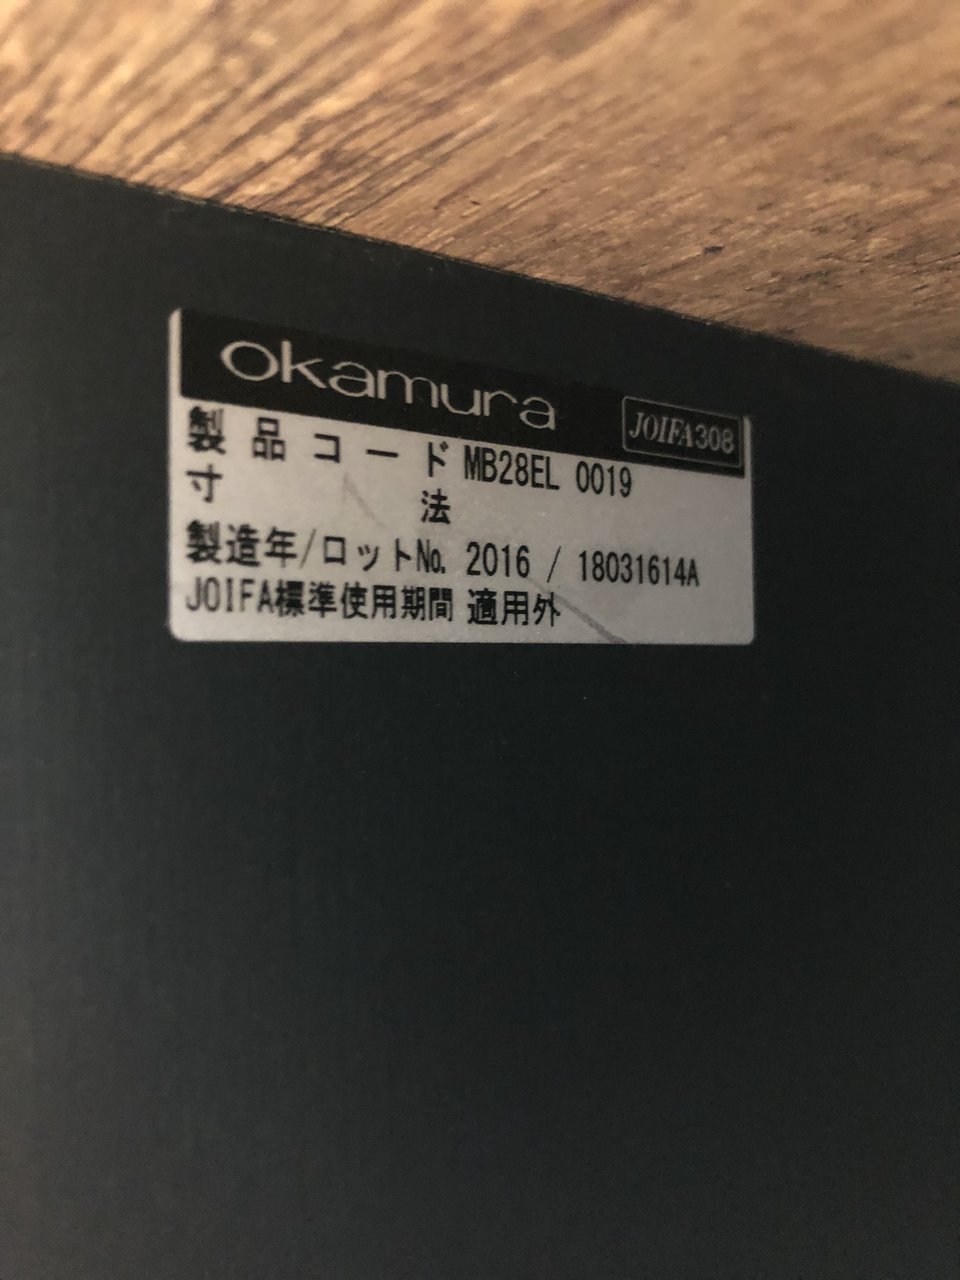 okamura
JOIFA308
製品コード MB28EL 0019
寸法
製造年/ロットNo. 2016 / 18031614A
JOIFA標準使用期間 適用外